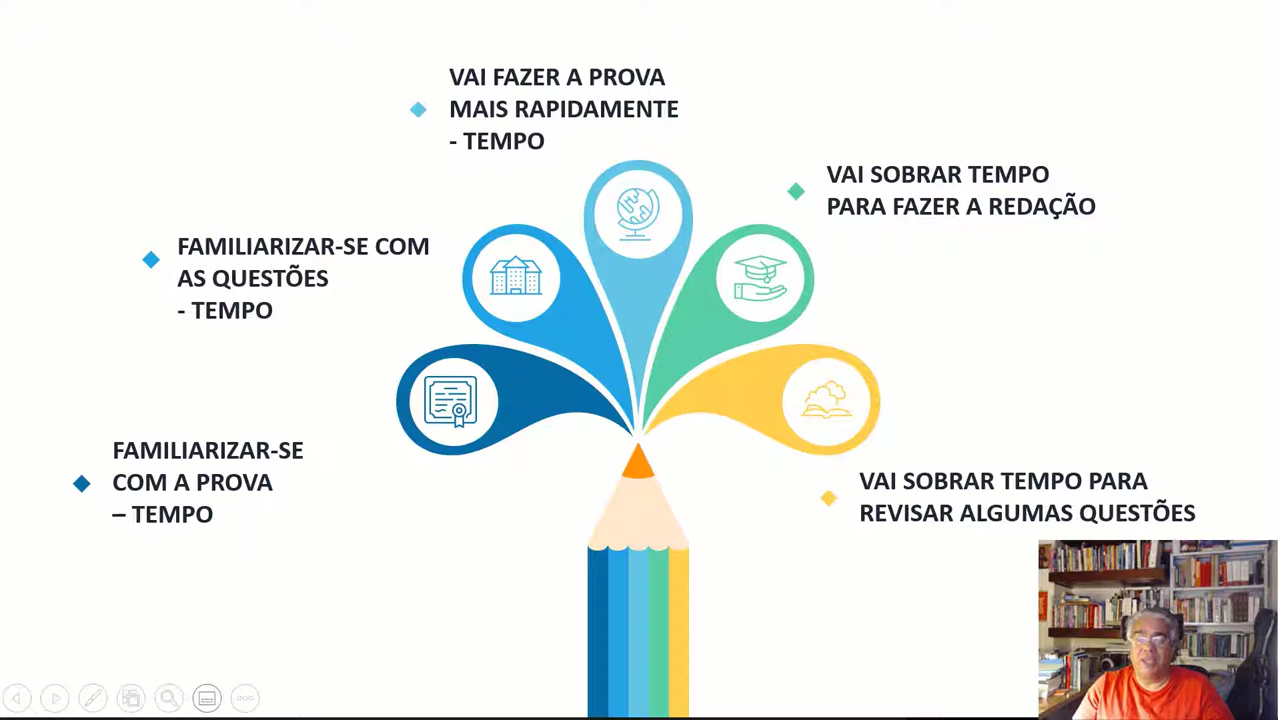 VAI FAZER A PROVA
MAIS RAPIDAMENTE
- TEMPO
VAI SOBRAR TEMPO
PARA FAZER A REDAÇÃO
FAMILIARIZAR-SE COM
AS QUESTÕES
- TEMPO
FAMILIARIZAR-SE
COM A PROVA
– TEMPO
VAI SOBRAR TEMPO PARA
REVISAR ALGUMAS QUESTÕES